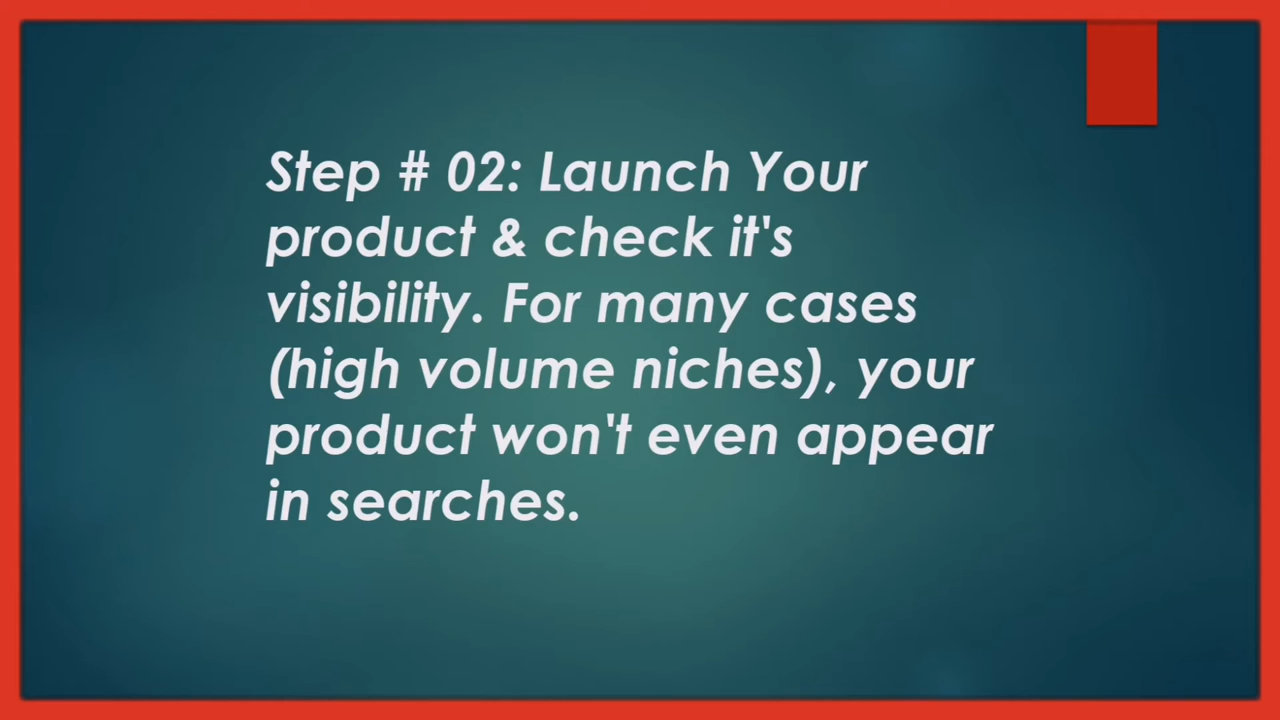 Step # 02: Launch Your
product & check it's
visibility. For many cases
(high volume niches), your
product won't even appear
in searches.